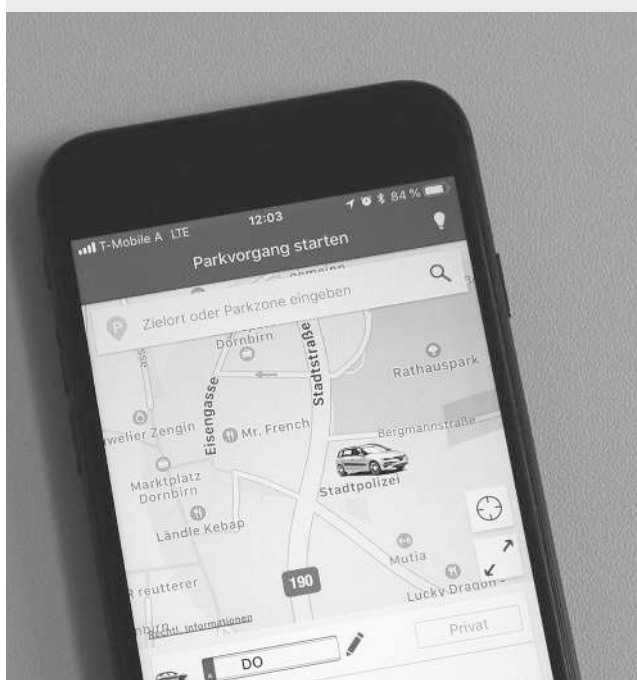 T-Mobile A LTE 12:03 84 %
Parkvorgang starten
Zielort oder Parkzone eingeben
Dornbirn
Stadtstraße
Rathauspark
Eisengasse
Mr. French
Bergmannstraße
Marktplatz
Dornbirn
Stadtpolizei
Ländle Kebap
Mutia
190
reutterer
Lucky Dragon
Rechtl. Informationen
DO
Privat